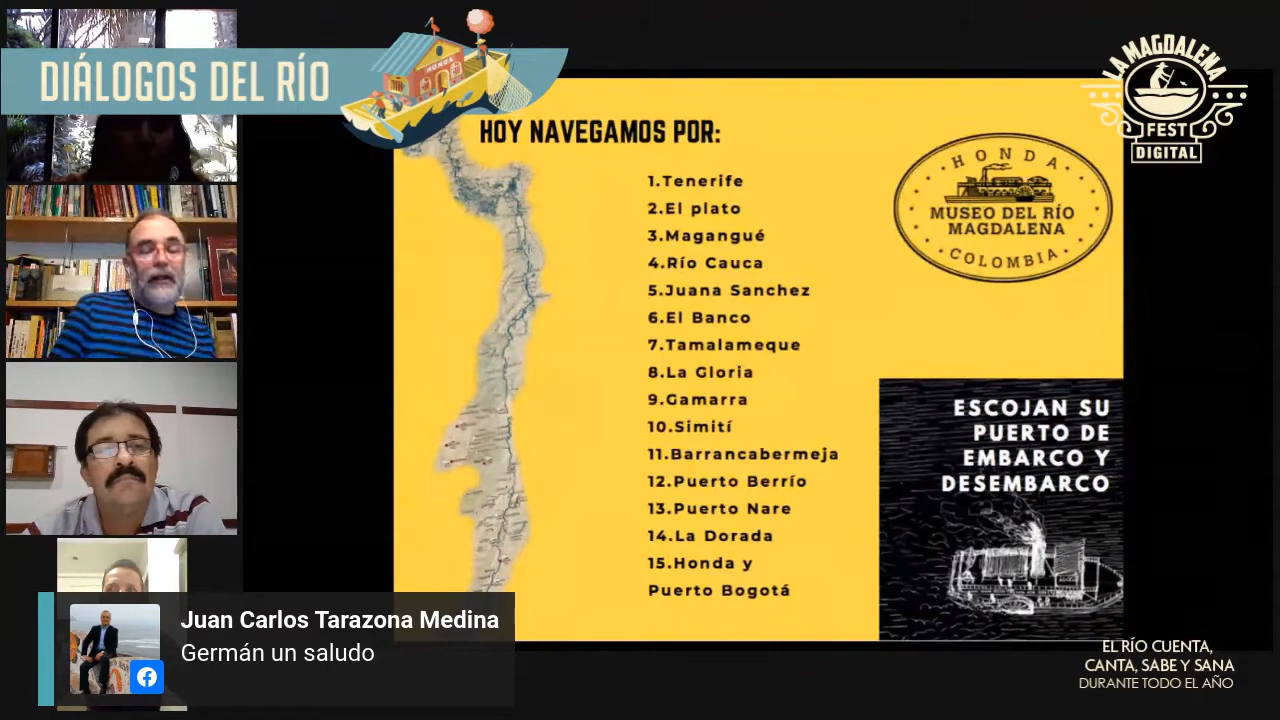 DIÁLOGOS DEL RÍO
HONDA
LA MAGDALENA
FEST
DIGITAL
HOY NAVEGAMOS POR:
1.Tenerife
2.El plato
3.Magangué
4.Río Cauca
5.Juana Sanchez
6.El Banco
7.Tamalameque
8.La Gloria
9.Gamarra
10.Simití
11.Barrancabermeja
12.Puerto Berrío
13.Puerto Nare
14.La Dorada
15.Honda y
Puerto Bogotá
HONDA
MUSEO DEL RÍO
MAGDALENA
COLOMBIA
ESCOJAN SU
PUERTO DE
EMBARCO Y
DESEMBARCO
Juan Carlos Tarazona Medina
Germán un saludo
EL RÍO CUENTA,
CANTA, SABE Y SANA
DURANTE TODO EL AÑO